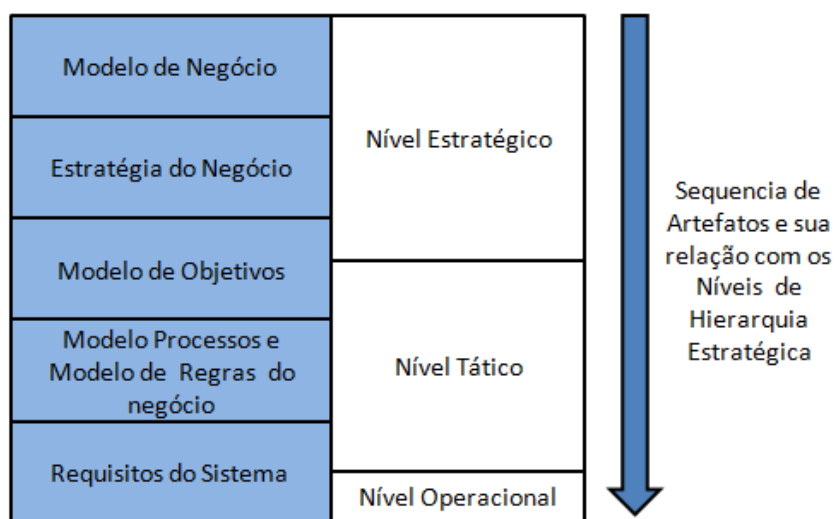 Modelo de Negócio
Estratégia do Negócio
Modelo de Objetivos
Modelo Processos e
Modelo de Regras do
negócio
Requisitos do Sistema
Nível Estratégico
Nível Tático
Nível Operacional
Sequencia de
Artefatos e sua
relação com os
Níveis de
Hierarquia
Estratégica